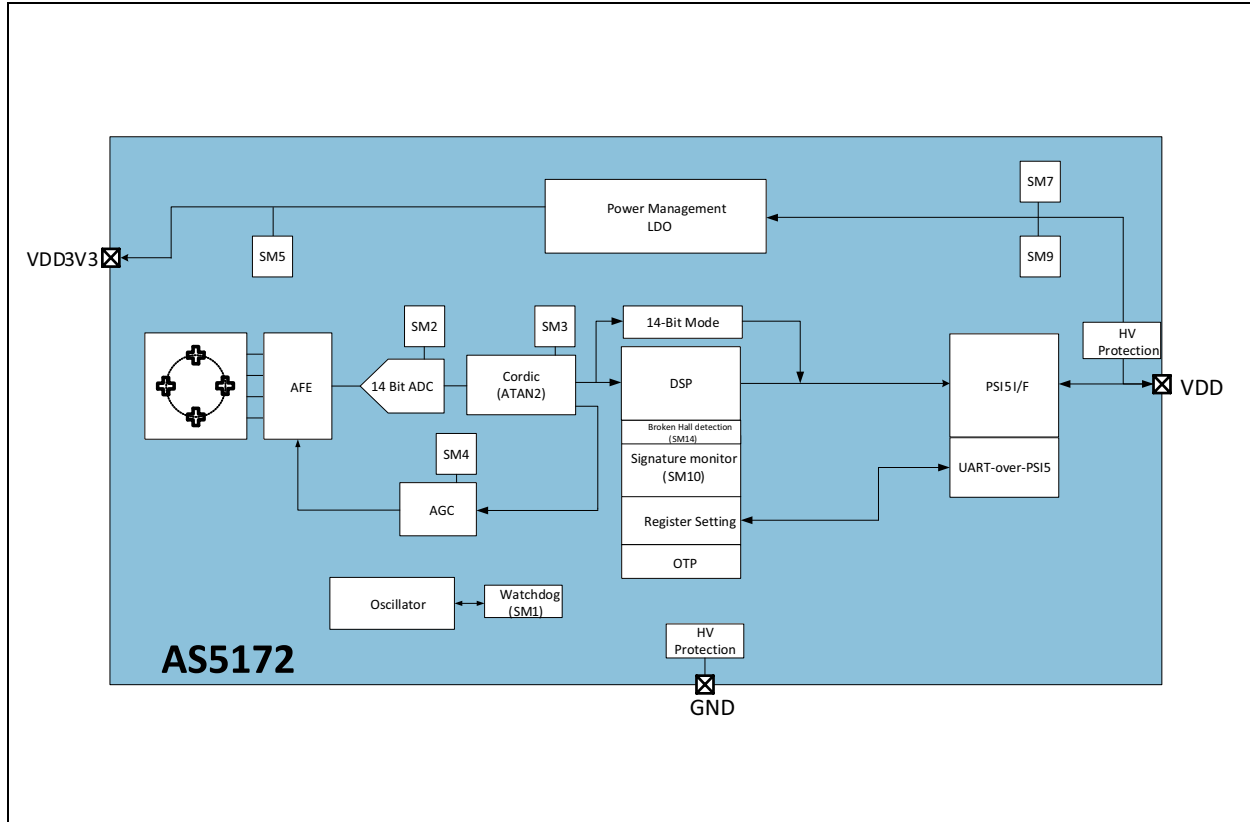 SM7
Power Management
LDO
SM5
SM9
VDD3V3
SM2
SM3
14-Bit Mode
HV
Protection
AFE
14 Bit ADC
Cordic
(ATAN2)
DSP
PSI5 I/F
VDD
Broken Hall detection
(SM14)
SM4
Signature monitor
(SM10)
UART-over-PSI5
AGC
Register Setting
OTP
Oscillator
Watchdog
(SM1)
HV
Protection
AS5172
GND